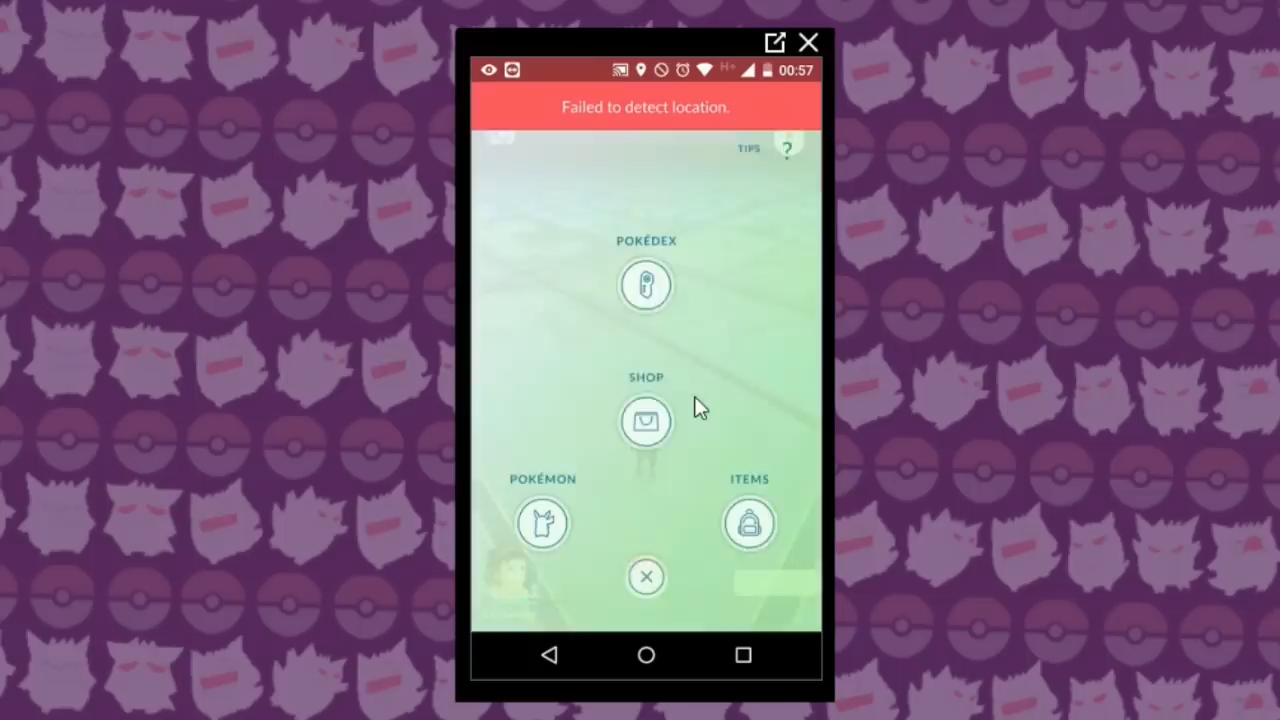 H+ 00:57
Failed to detect location.
TIPS ?
POKÉDEX
SHOP
POKÉMON
ITEMS